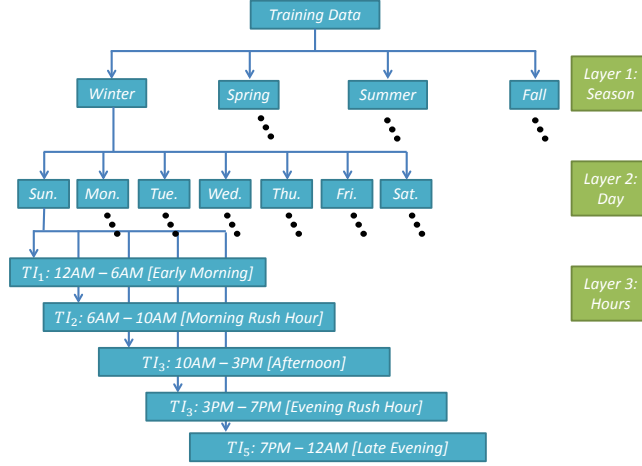 Training Data
Winter
Spring
Summer
Fall
Layer 1:
Season
Sun.
Mon.
Tue.
Wed.
Thu.
Fri.
Sat.
Layer 2:
Day
TI₁: 12AM – 6AM [Early Morning]
Layer 3:
Hours
TI₂: 6AM – 10AM [Morning Rush Hour]
TI₃: 10AM – 3PM [Afternoon]
TI₃: 3PM – 7PM [Evening Rush Hour]
TI₅: 7PM – 12AM [Late Evening]